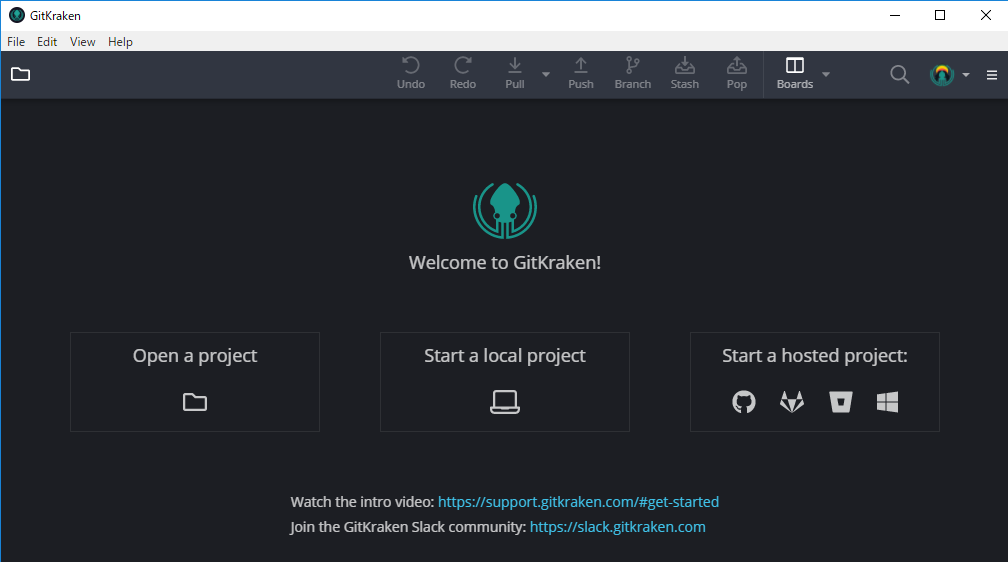 GitKraken
File Edit View Help
Undo Redo Pull Push Branch Stash Pop Boards
Welcome to GitKraken!
Open a project Start a local project Start a hosted project:
Watch the intro video: https://support.gitkraken.com/#get-started
Join the GitKraken Slack community: https://slack.gitkraken.com